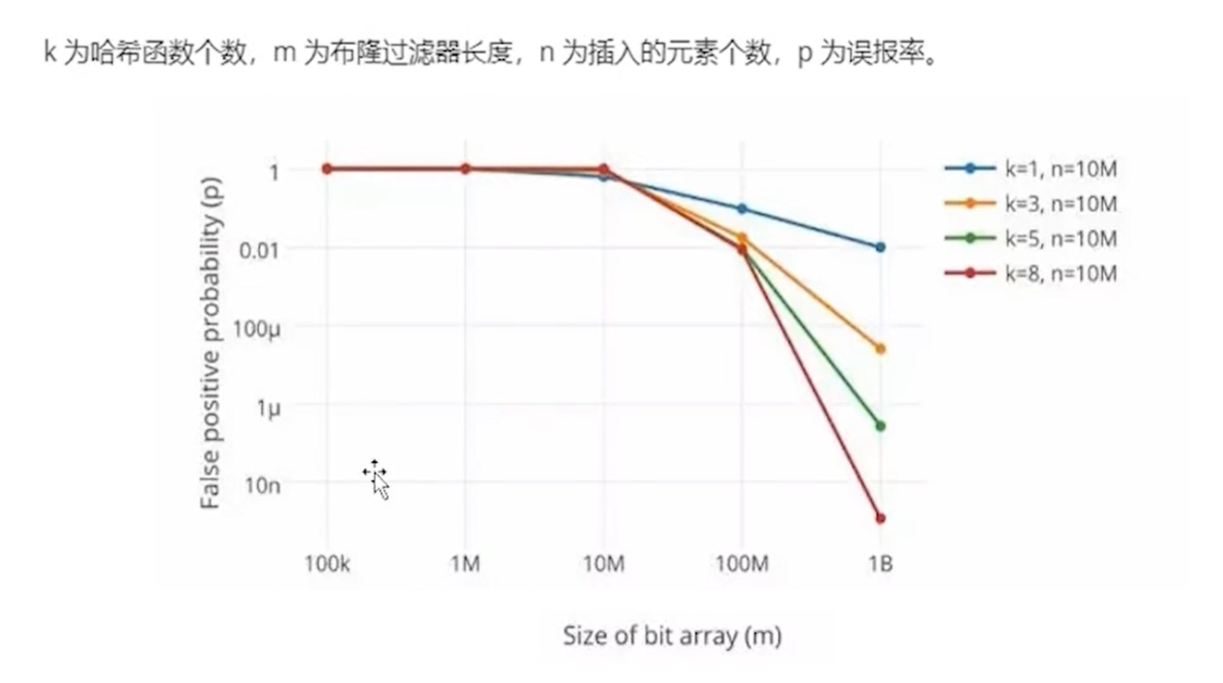 k 为哈希函数个数，m 为布隆过滤器长度，n 为插入的元素个数，p 为误报率。
False positive probability (p)
1
0.01
100μ
1μ
10n
100k
1M
10M
100M
1B
Size of bit array (m)
k=1, n=10M
k=3, n=10M
k=5, n=10M
k=8, n=10M